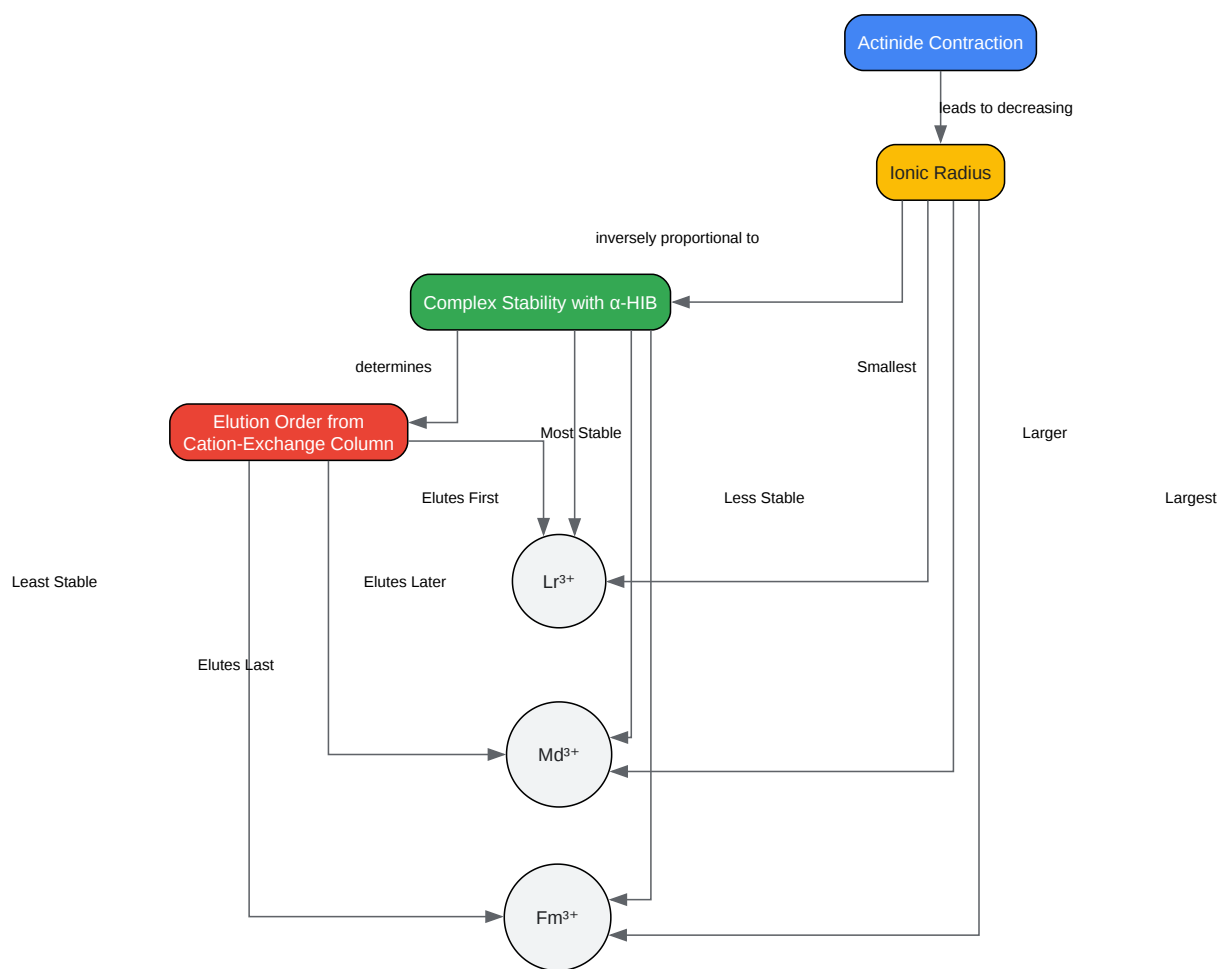 Actinide Contraction
leads to decreasing
Ionic Radius
inversely proportional to
Complex Stability with α-HIB
determines
Smallest
Elution Order from
Cation-Exchange Column
Most Stable
Larger
Elutes First
Less Stable
Largest
Least Stable
Elutes Later
Lr³⁺
Elutes Last
Md³⁺
Fm³⁺